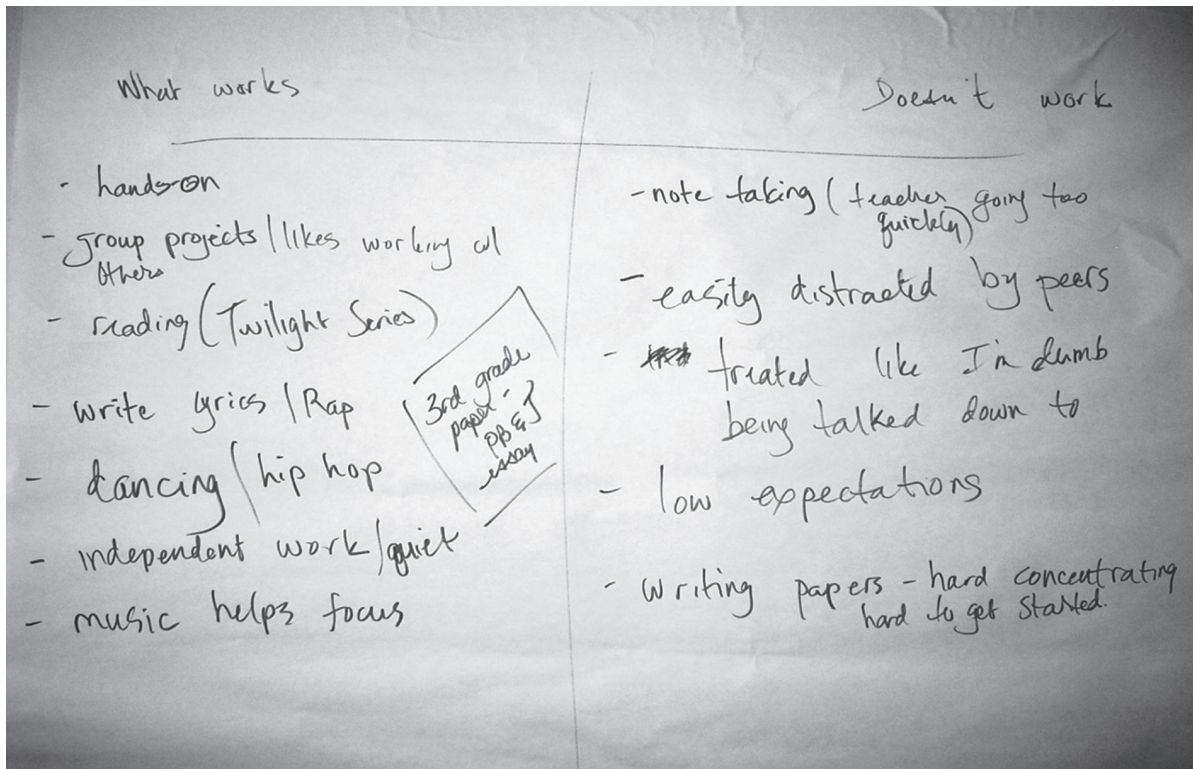 What works
- hands-on
- group projects / likes working w/
others
- reading (Twilight Series)
- write lyrics / Rap
- dancing / hip hop
- independent work / quiet
- music helps focus
3rd grade
paper -
PB & J
essay
Doesn't work
- note taking (teacher going too
quickly)
- easily distracted by peers
- treated like I'm dumb
being talked down to
- low expectations
- writing papers - hard concentrating
hard to get started.